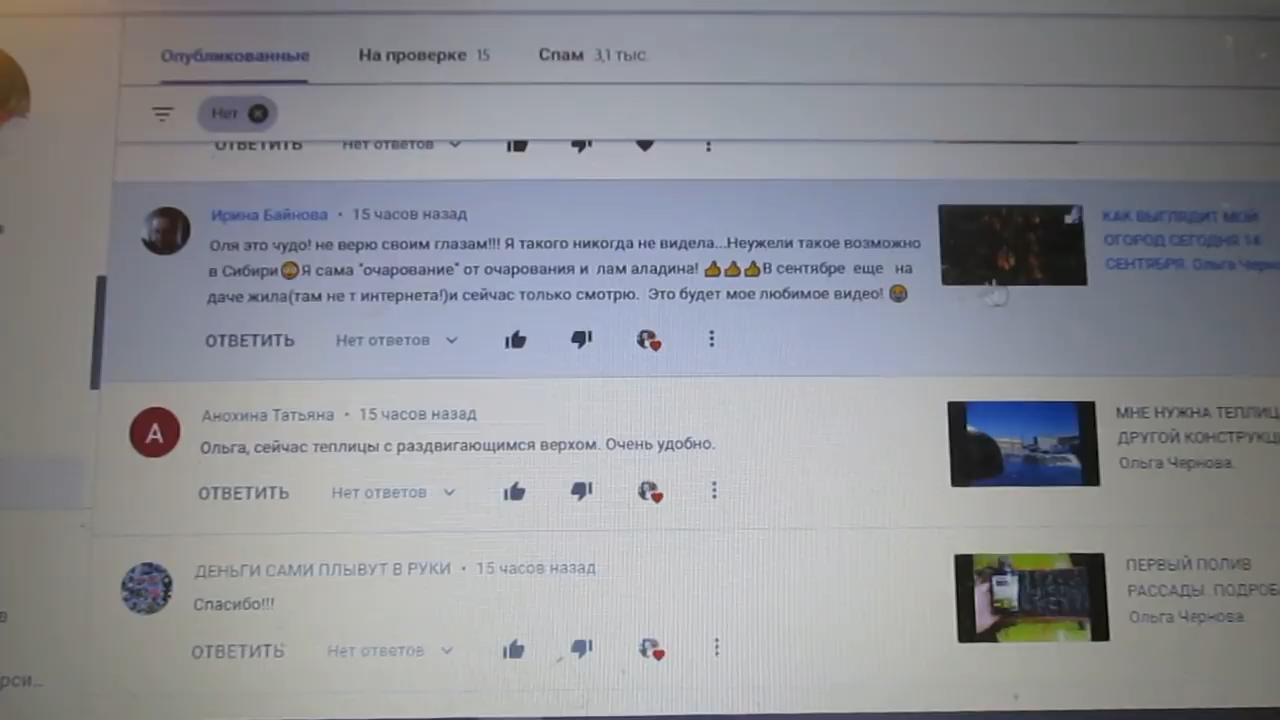 Опубликованные На проверке 15 Спам 3,1 тыс.
Нет
ОТВЕТИТЬ Нет ответов
Ирина Байнова • 15 часов назад
Оля это чудо! не верю своим глазам!!! Я такого никогда не видела...Неужели такое возможно
в Сибири😳Я сама "очарование" от очарования и лам аладина! 👍👍👍В сентябре еще на
даче жила(там не т интернета!)и сейчас только смотрю. Это будет мое любимое видео!
ОТВЕТИТЬ Нет ответов
КАК ВЫГЛЯДИТ МОЙ
ОГОРОД СЕГОДНЯ 14
СЕНТЯБРЯ. Ольга Черн
Анохина Татьяна • 15 часов назад
Ольга, сейчас теплицы с раздвигающимся верхом. Очень удобно.
ОТВЕТИТЬ Нет ответов
МНЕ НУЖНА ТЕПЛИЦ
ДРУГОЙ КОНСТРУКЦ
Ольга Чернова.
ДЕНЬГИ САМИ ПЛЫВУТ В РУКИ • 15 часов назад
Спасибо!!!
ОТВЕТИТЬ Нет ответов
ПЕРВЫЙ ПОЛИВ
РАССАДЫ. ПОДРОБ
Ольга Чернова
рси...